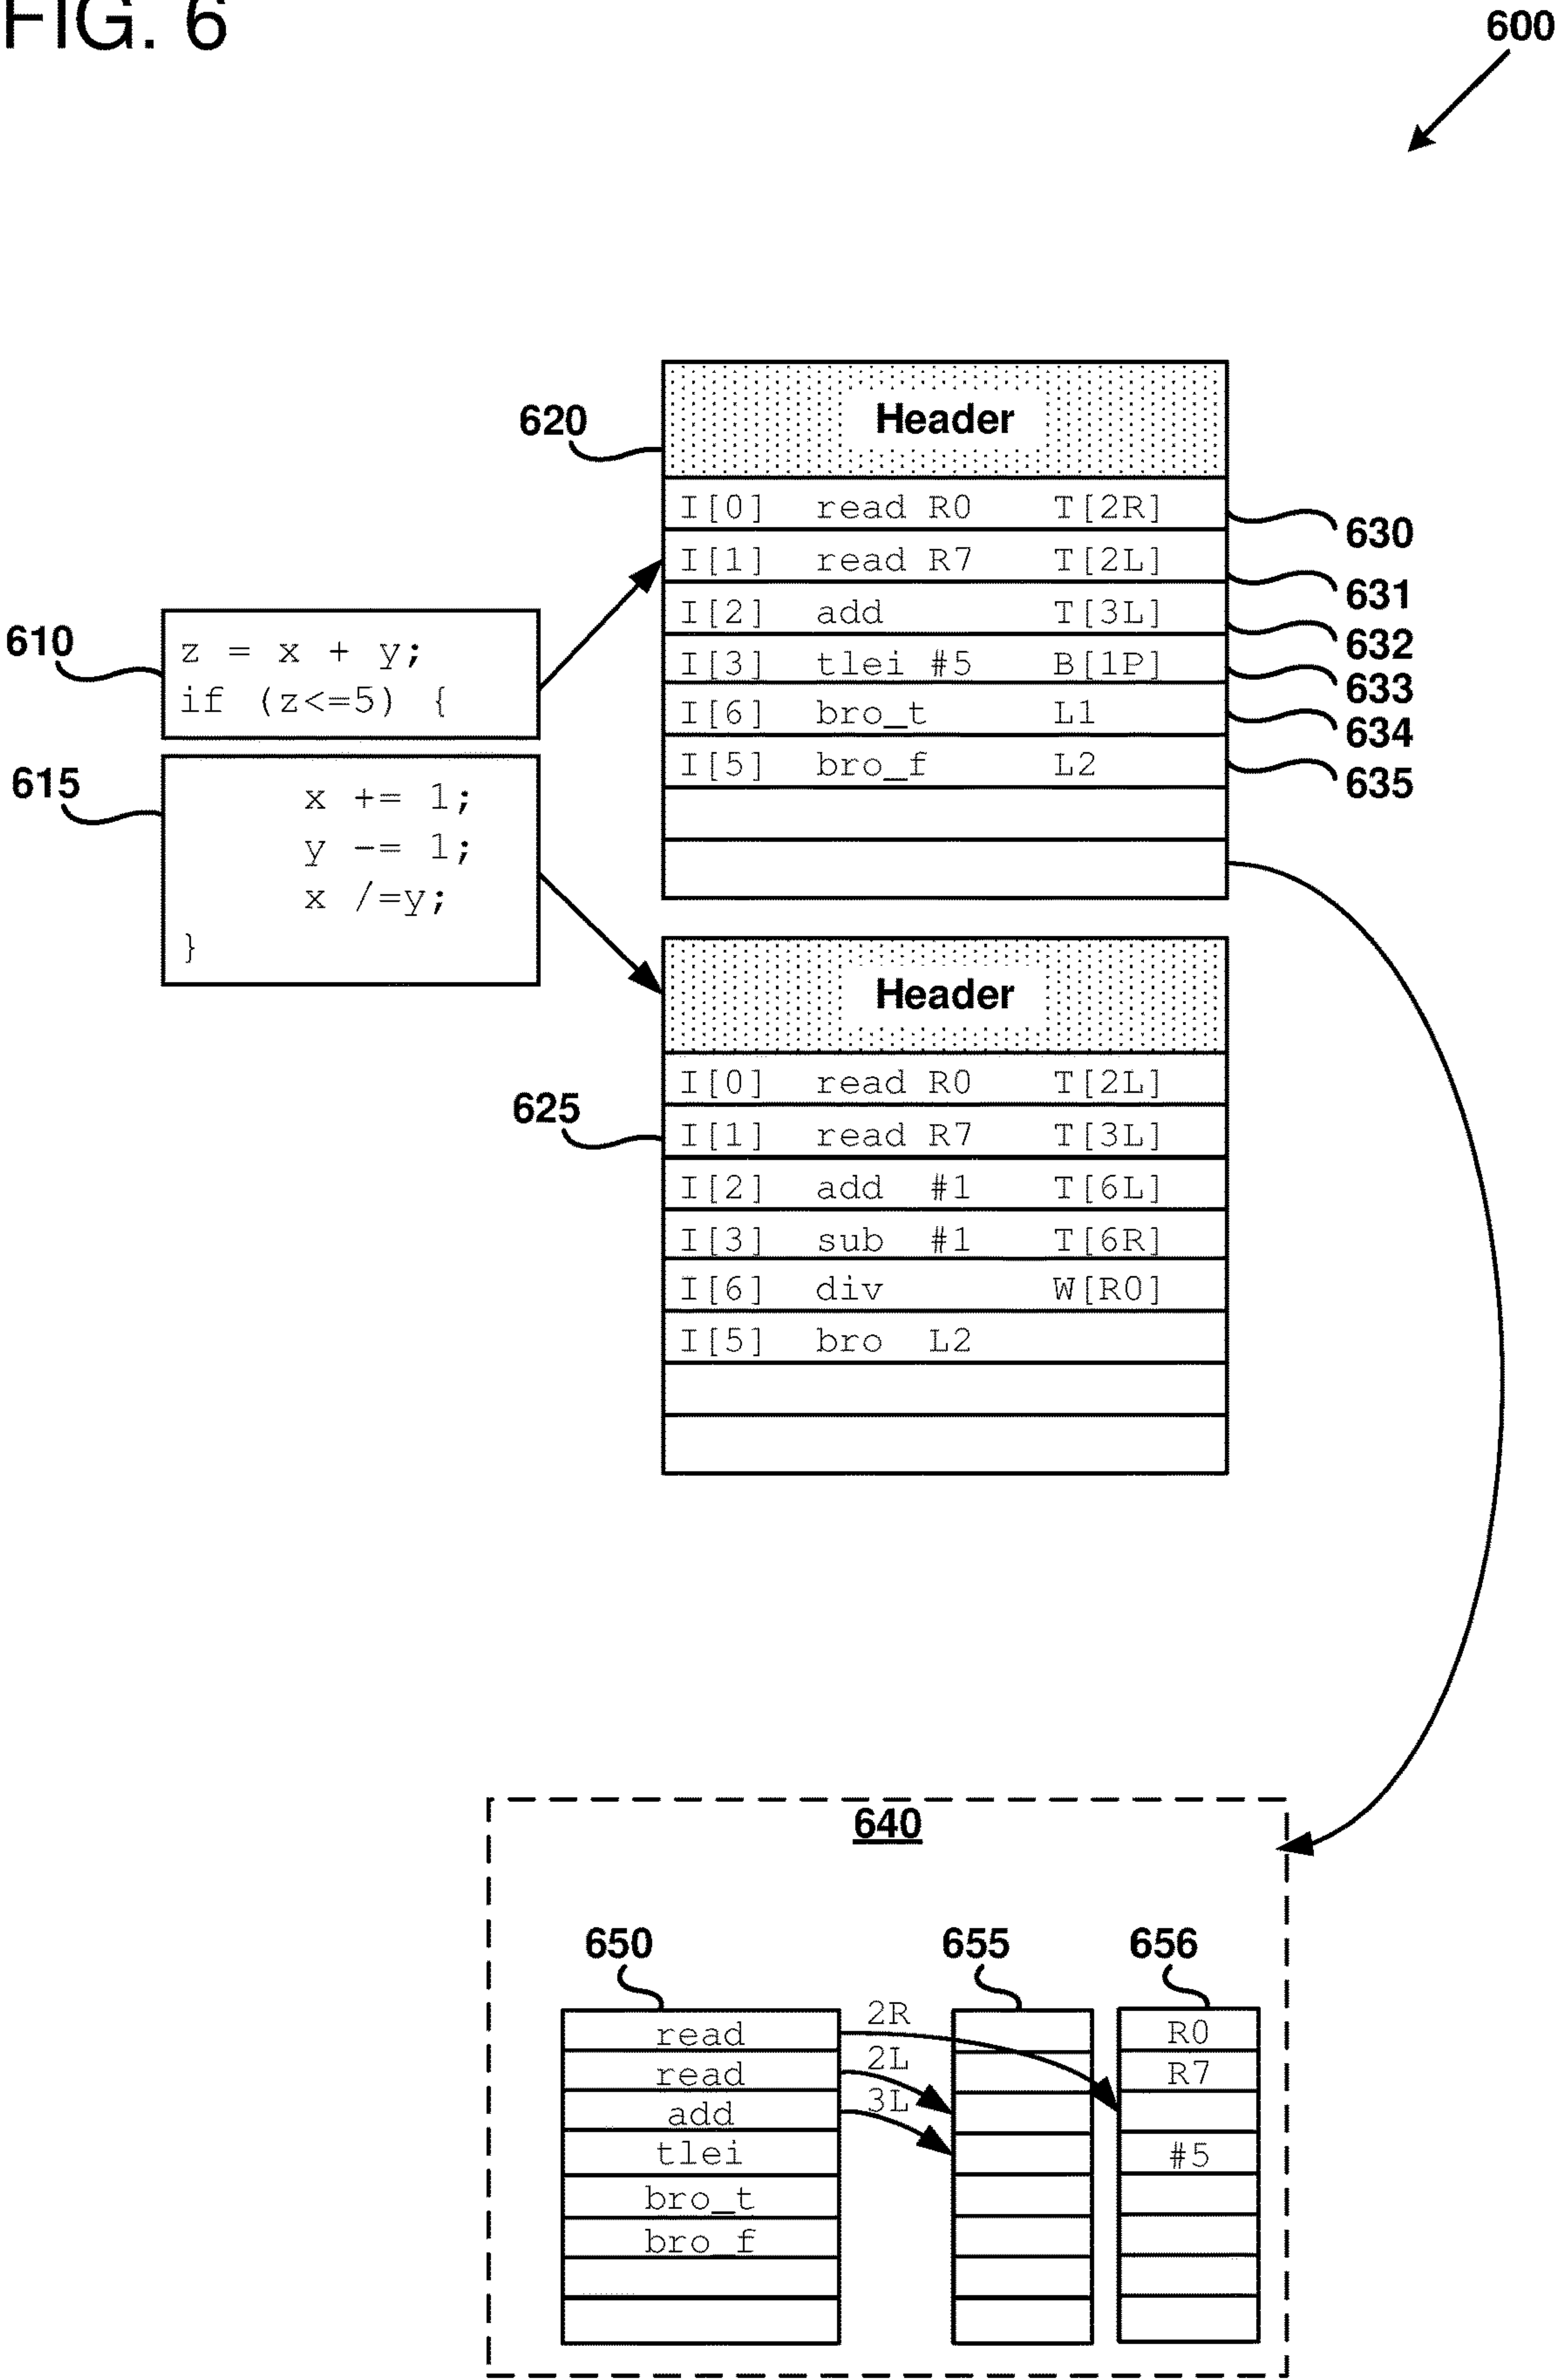 FIG. 6
600
620
Header
I[0] read R0 T[2R]
630
I[1] read R7 T[2L]
631
I[2] add T[3L]
632
I[3] tlei #5 B[1P]
633
I[6] bro_t L1
634
I[5] bro_f L2
635
610
z = x + y;
if (z<=5) {
615
x += 1;
y -= 1;
x /=y;
}
Header
625
I[0] read R0 T[2L]
I[1] read R7 T[3L]
I[2] add #1 T[6L]
I[3] sub #1 T[6R]
I[6] div W[R0]
I[5] bro L2
640
650
655
656
read
read
add
tlei
bro_t
bro_f
2R
2L
3L
R0
R7
#5